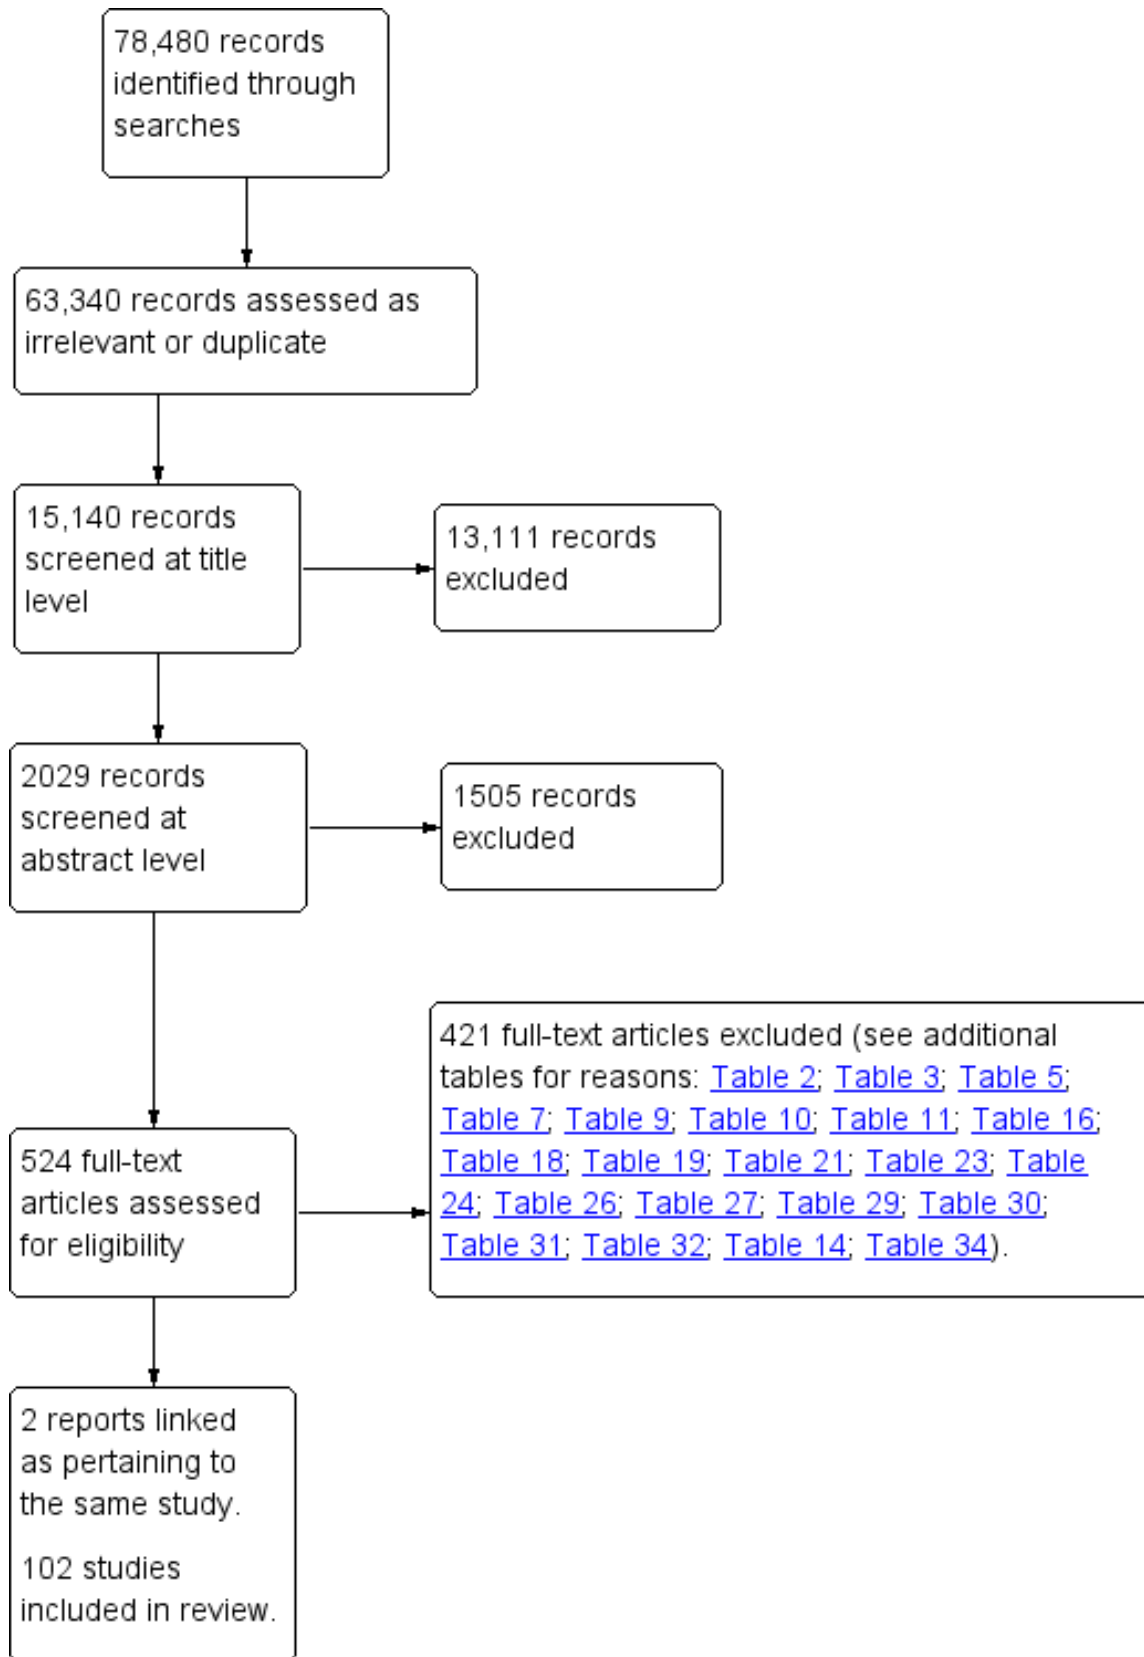 78,480 records
identified through
searches
63,340 records assessed as
irrelevant or duplicate
15,140 records
screened at title
level
13,111 records
excluded
2029 records
screened at
abstract level
1505 records
excluded
421 full-text articles excluded (see additional
tables for reasons: Table 2; Table 3; Table 5;
Table 7; Table 9; Table 10; Table 11; Table 16;
Table 18; Table 19; Table 21; Table 23; Table
24; Table 26; Table 27; Table 29; Table 30;
Table 31; Table 32; Table 14; Table 34).
524 full-text
articles assessed
for eligibility
2 reports linked
as pertaining to
the same study.
102 studies
included in review.